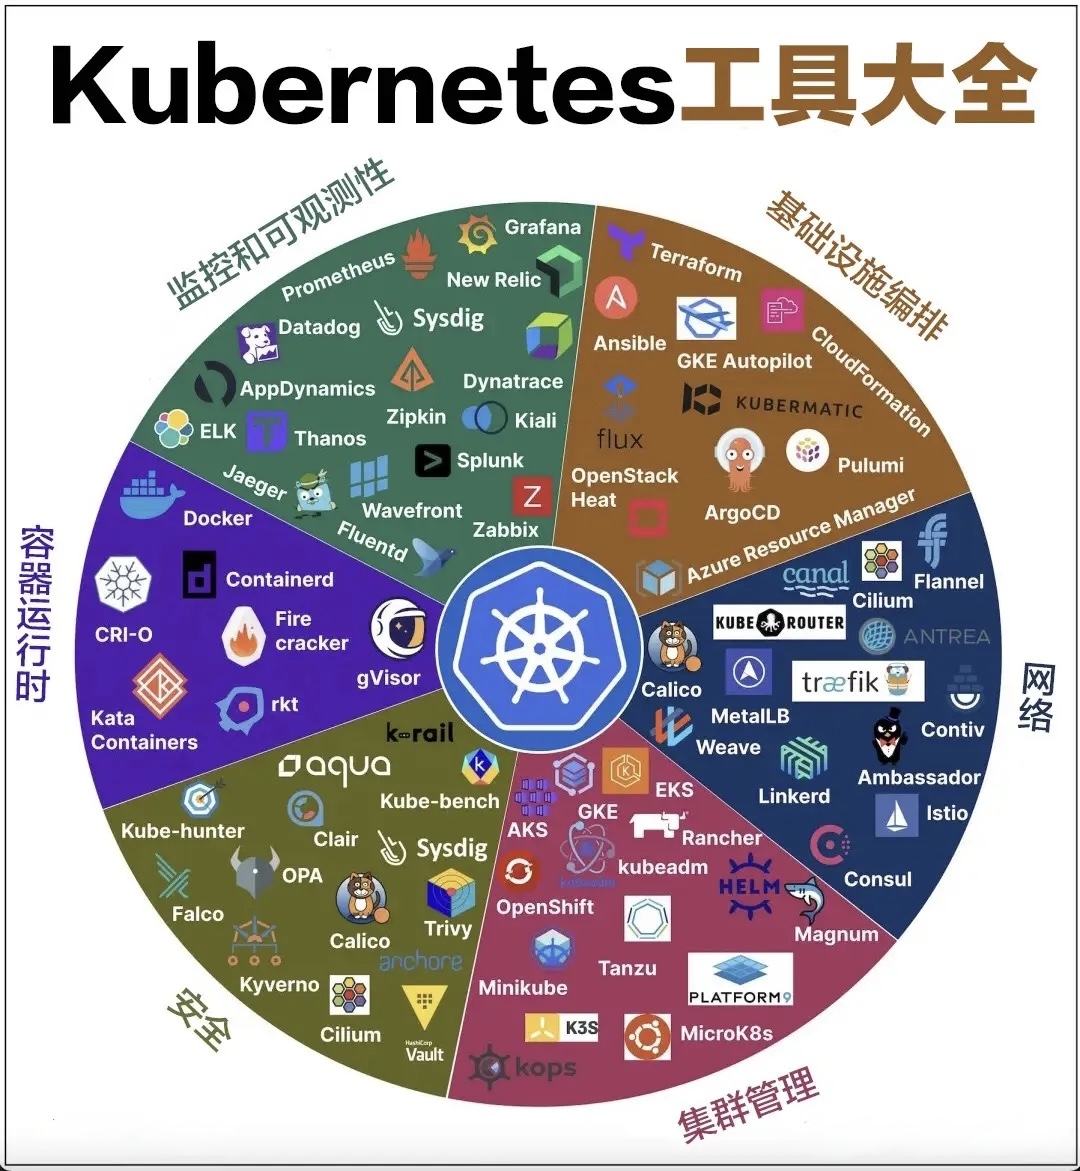 Kubernetes工具大全
监控和可观测性
Grafana
Prometheus
New Relic
Sysdig
Datadog
Dynatrace
AppDynamics
Zipkin
Kiali
ELK
Thanos
Splunk
Jaeger
Wavefront
Zabbix
Fluentd
基础设施编排
Terraform
Ansible
GKE Autopilot
CloudFormation
KUBERMATIC
flux
Pulumi
OpenStack
Heat
ArgoCD
Azure Resource Manager
网络
canal
Cilium
Flannel
KUBE ROUTER
ANTREA
Calico
træfik
MetalLB
Contiv
Weave
Ambassador
Linkerd
Istio
Consul
集群管理
EKS
GKE
AKS
Rancher
kubeadm
kubeadm
HELM
OpenShift
Magnum
Tanzu
Minikube
PLATFORM9
K3S
MicroK8s
kops
安全
k-rail
aqua
Kube-bench
Kube-hunter
Clair
Sysdig
OPA
Falco
Calico
Trivy
anchore
Kyverno
Cilium
HashiCorp
Vault
容器运行时
Docker
Containerd
CRI-O
Fire
cracker
gVisor
rkt
Kata
Containers